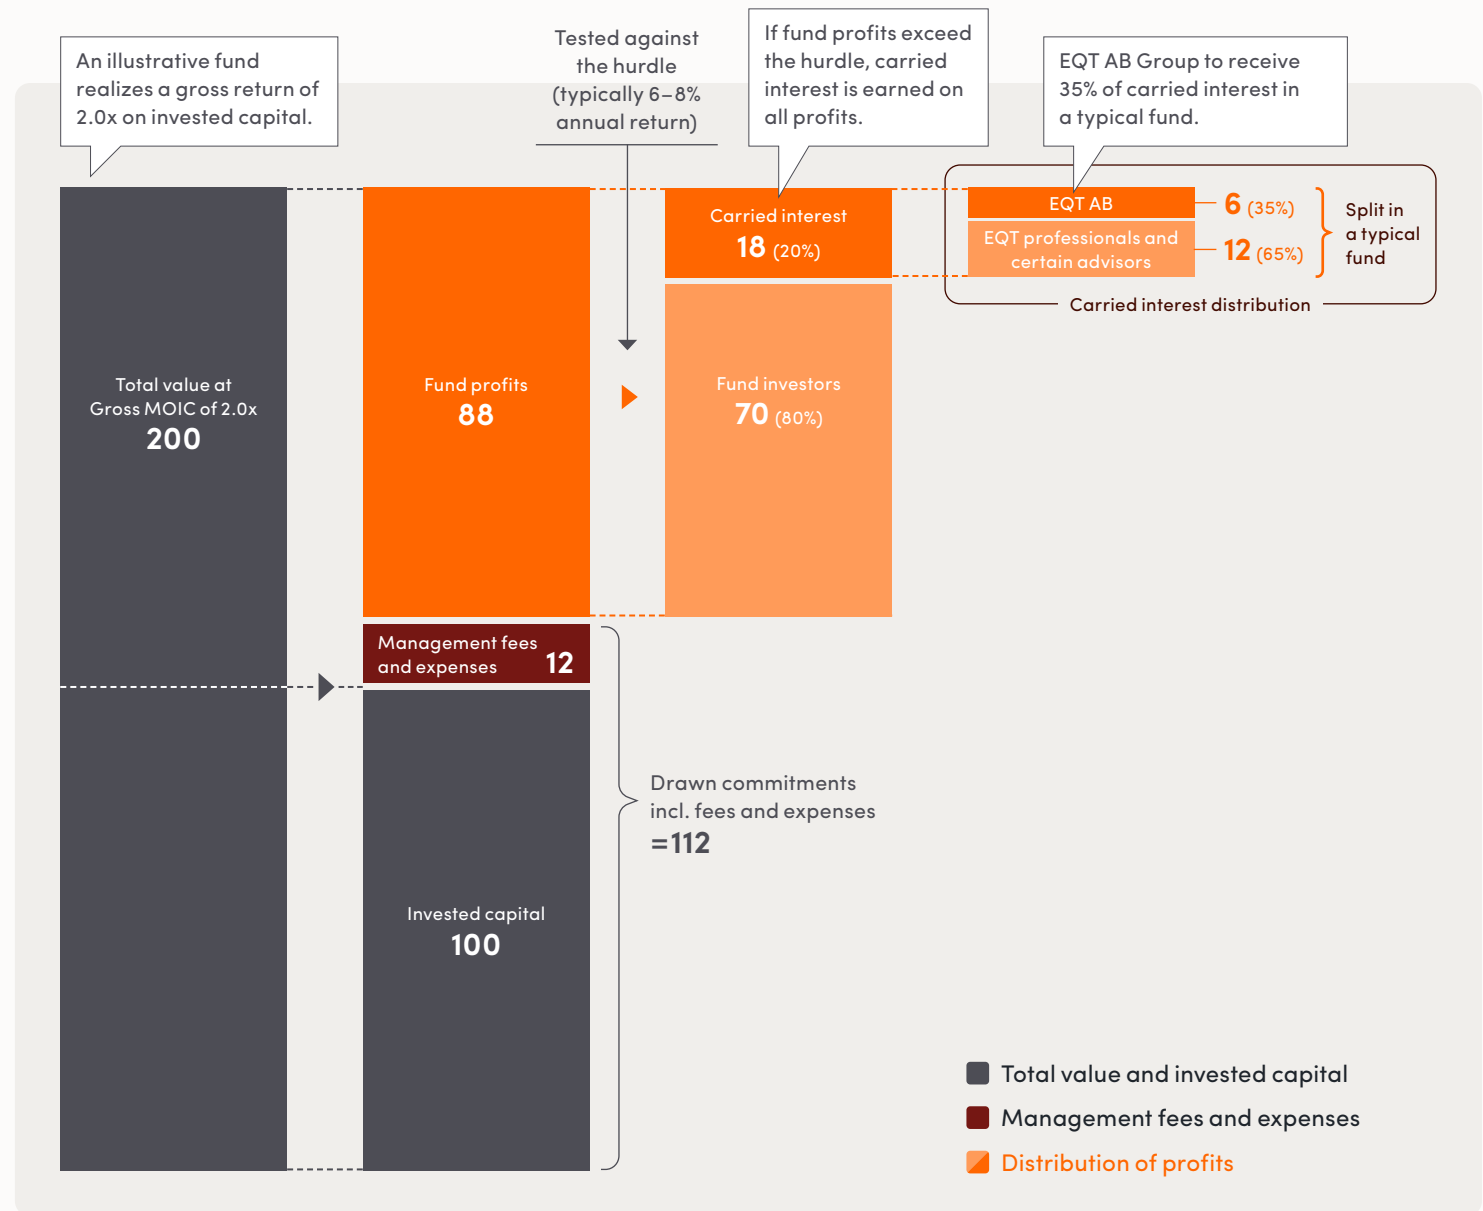 An illustrative fund
realizes a gross return of
2.0x on invested capital.
Tested against
the hurdle
(typically 6–8%
annual return)
If fund profits exceed
the hurdle, carried
interest is earned on
all profits.
EQT AB Group to receive
35% of carried interest in
a typical fund.
Total value at
Gross MOIC of 2.0x
200
Fund profits
88
Carried interest
18 (20%)
Fund investors
70 (80%)
EQT AB
6 (35%)
EQT professionals and
certain advisors
12 (65%)
Split in
a typical
fund
Carried interest distribution
Management fees
and expenses 12
Invested capital
100
Drawn commitments
incl. fees and expenses
=112
Total value and invested capital
Management fees and expenses
Distribution of profits